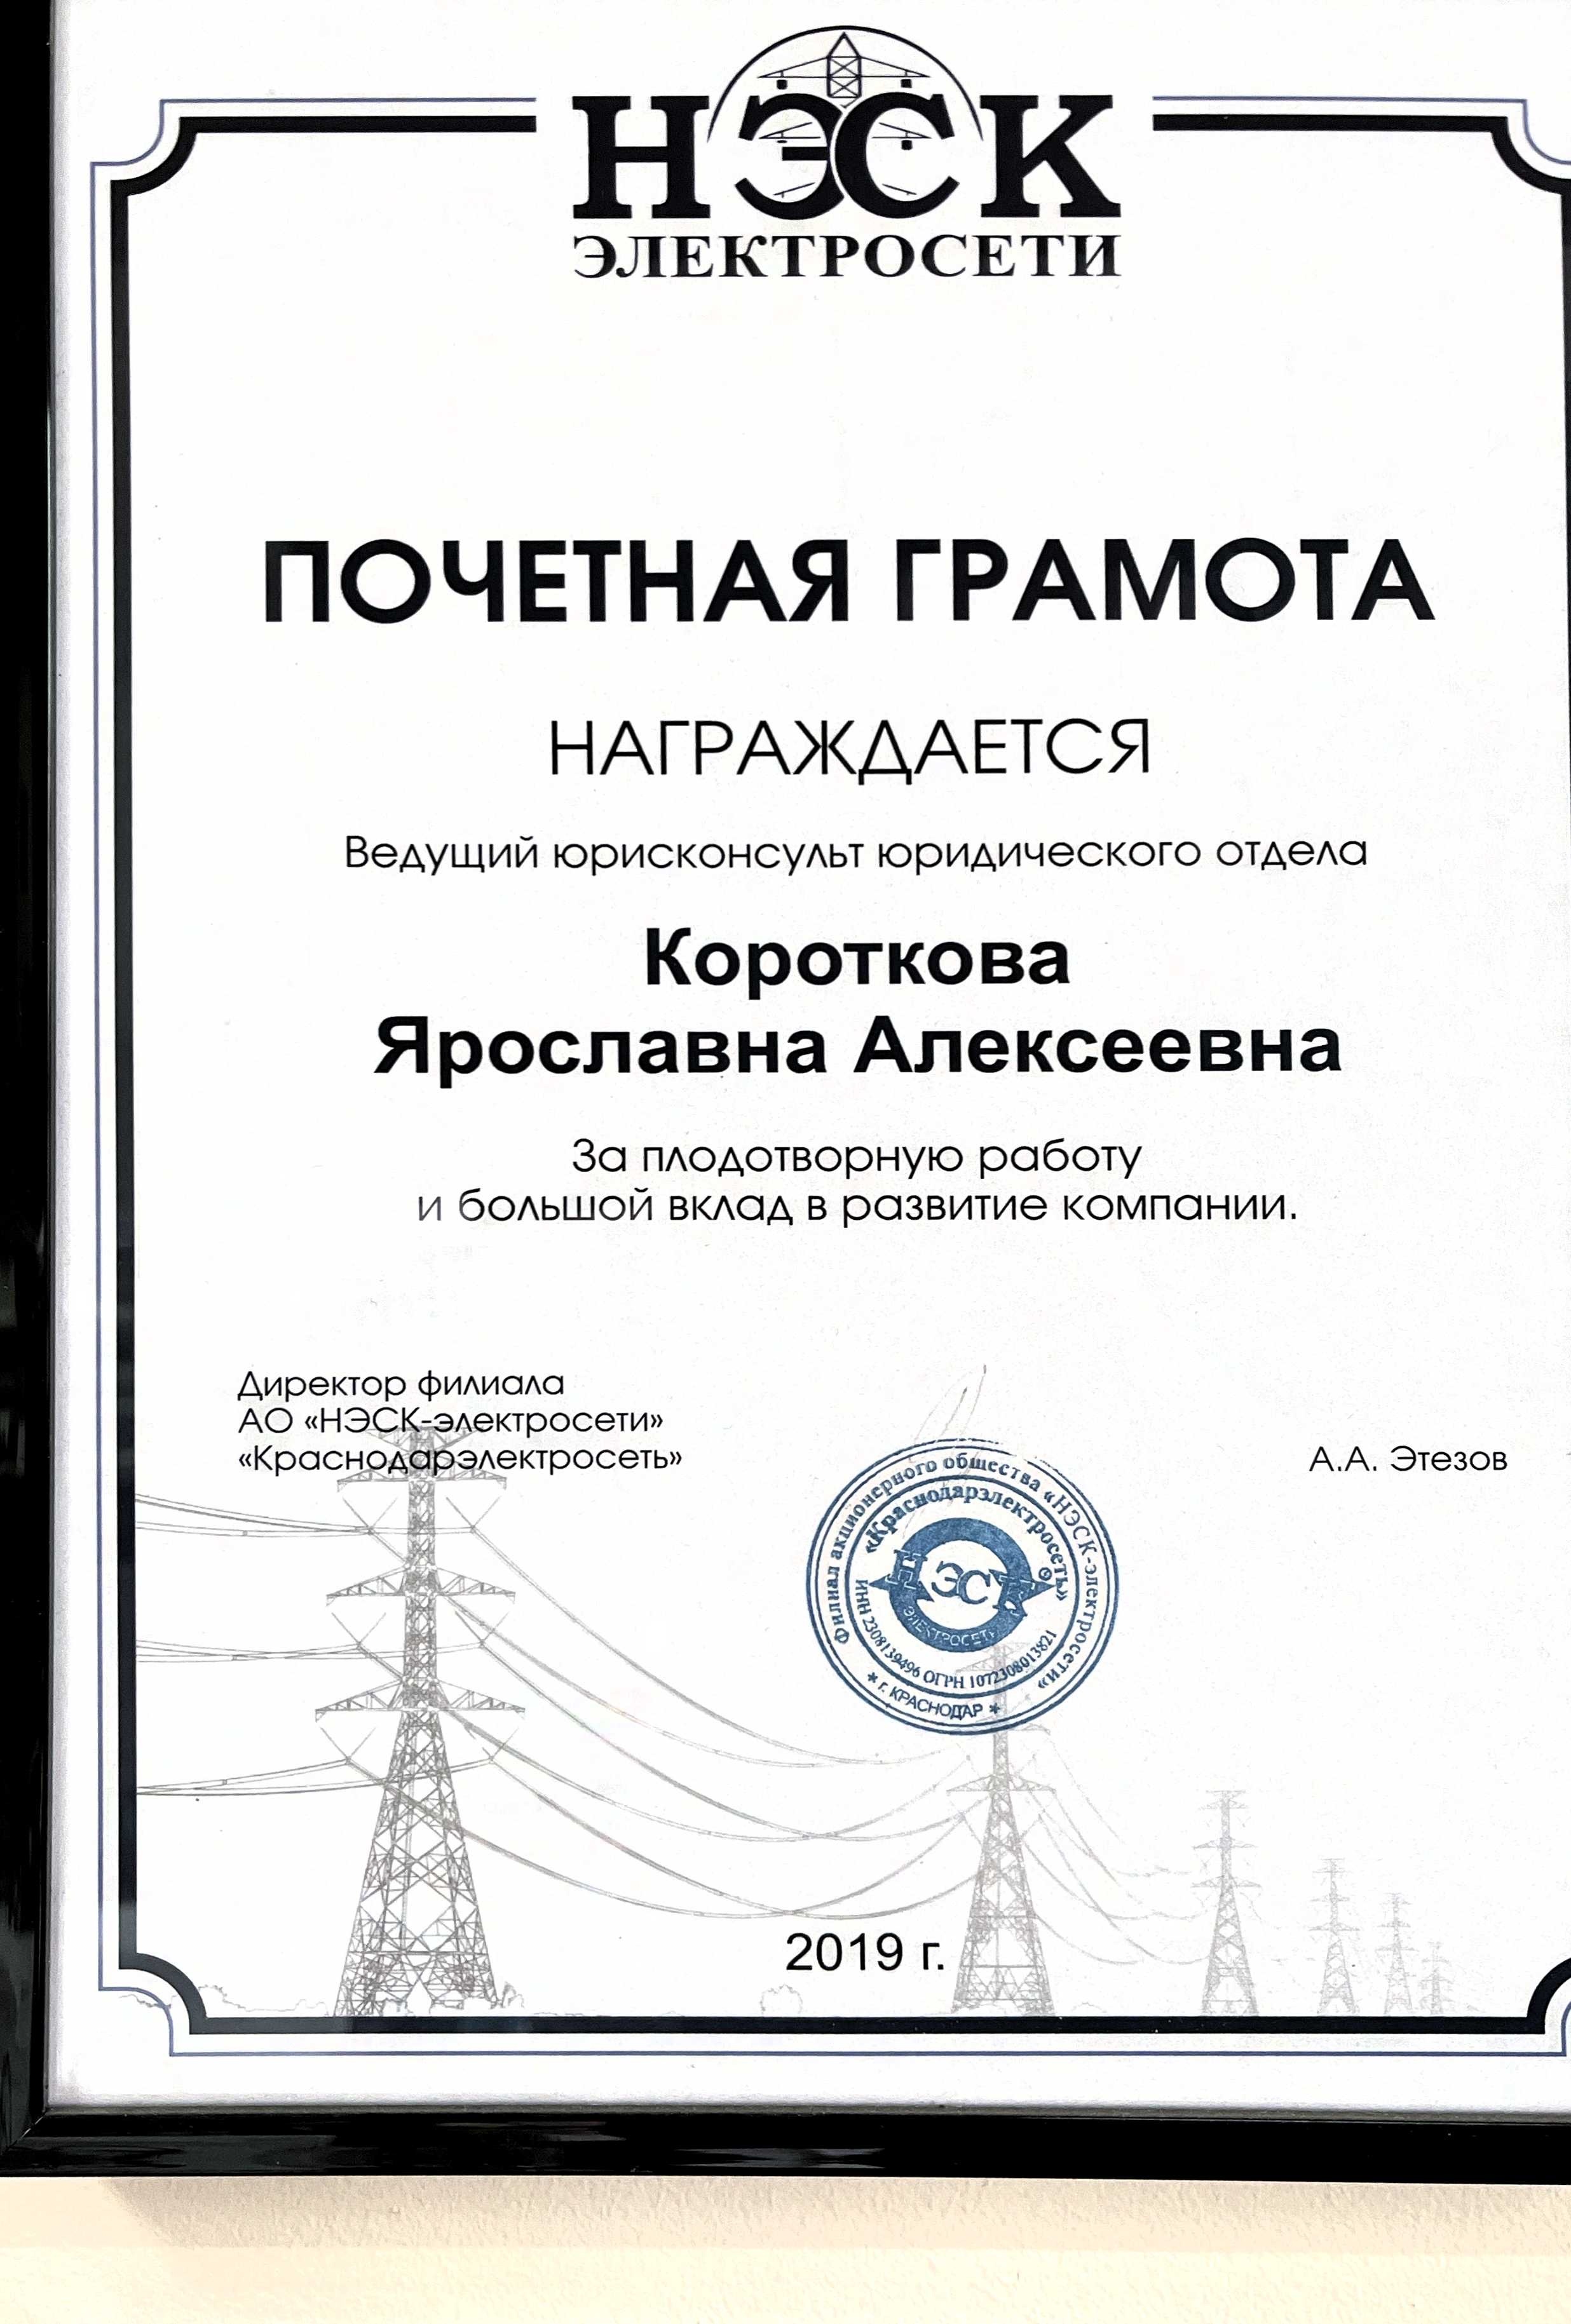 НЭСК
ЭЛЕКТРОСЕТИ
ПОЧЕТНАЯ ГРАМОТА
НАГРАЖДАЕТСЯ
Ведущий юрисконсульт юридического отдела
Короткова
Ярославна Алексеевна
За плодотворную работу
и большой вклад в развитие компании.
Директор филиала
АО «НЭСК-электросети»
«Краснодарэлектросеть»
А.А. Этезов
Филиал акционерного общества «НЭСК-электросети»
«Краснодарэлектросеть»
НЭСК
ЭЛЕКТРОСЕТИ
ИНН 2308139496 ОГРН 1072308013821
* г. КРАСНОДАР *
2019 г.